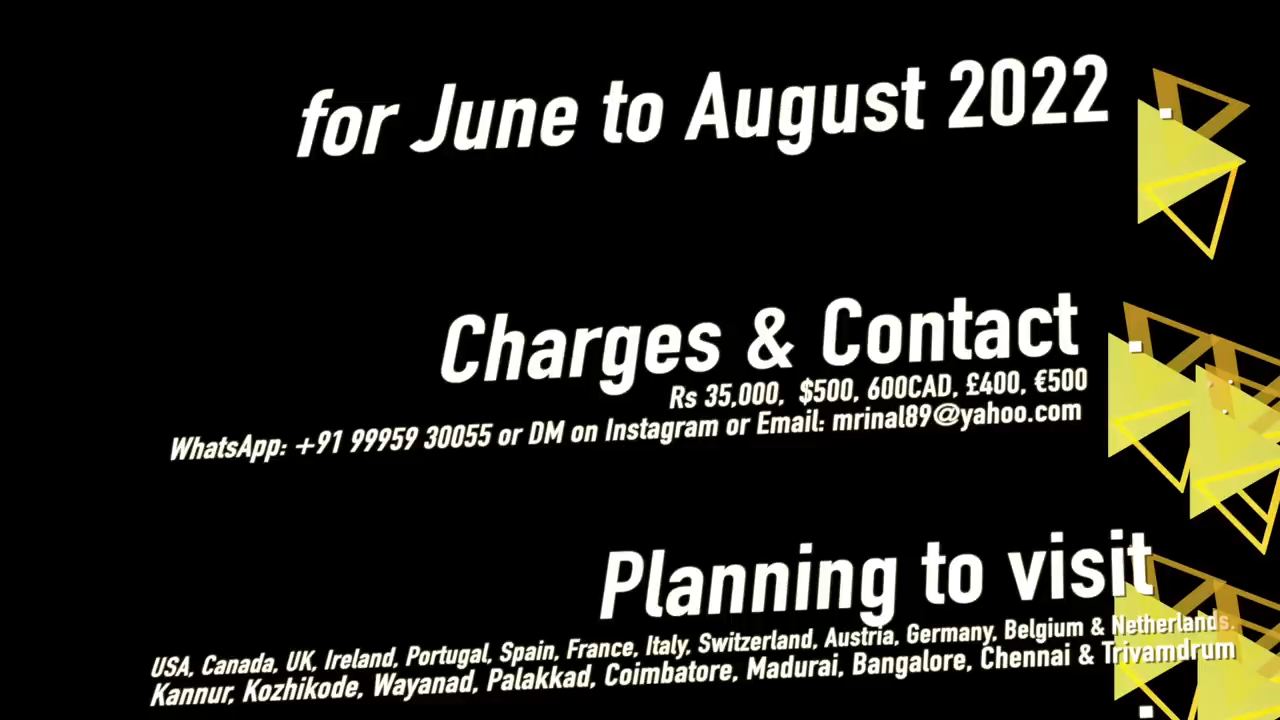 for June to August 2022
Charges & Contact
Rs 35,000,  $500, 600CAD, £400, €500
WhatsApp: +91 99959 30055 or DM on Instagram or Email: mrinal89@yahoo.com
Planning to visit
USA, Canada, UK, Ireland, Portugal, Spain, France, Italy, Switzerland, Austria, Germany, Belgium & Netherlands.
Kannur, Kozhikode, Wayanad, Palakkad, Coimbatore, Madurai, Bangalore, Chennai & Trivamdrum